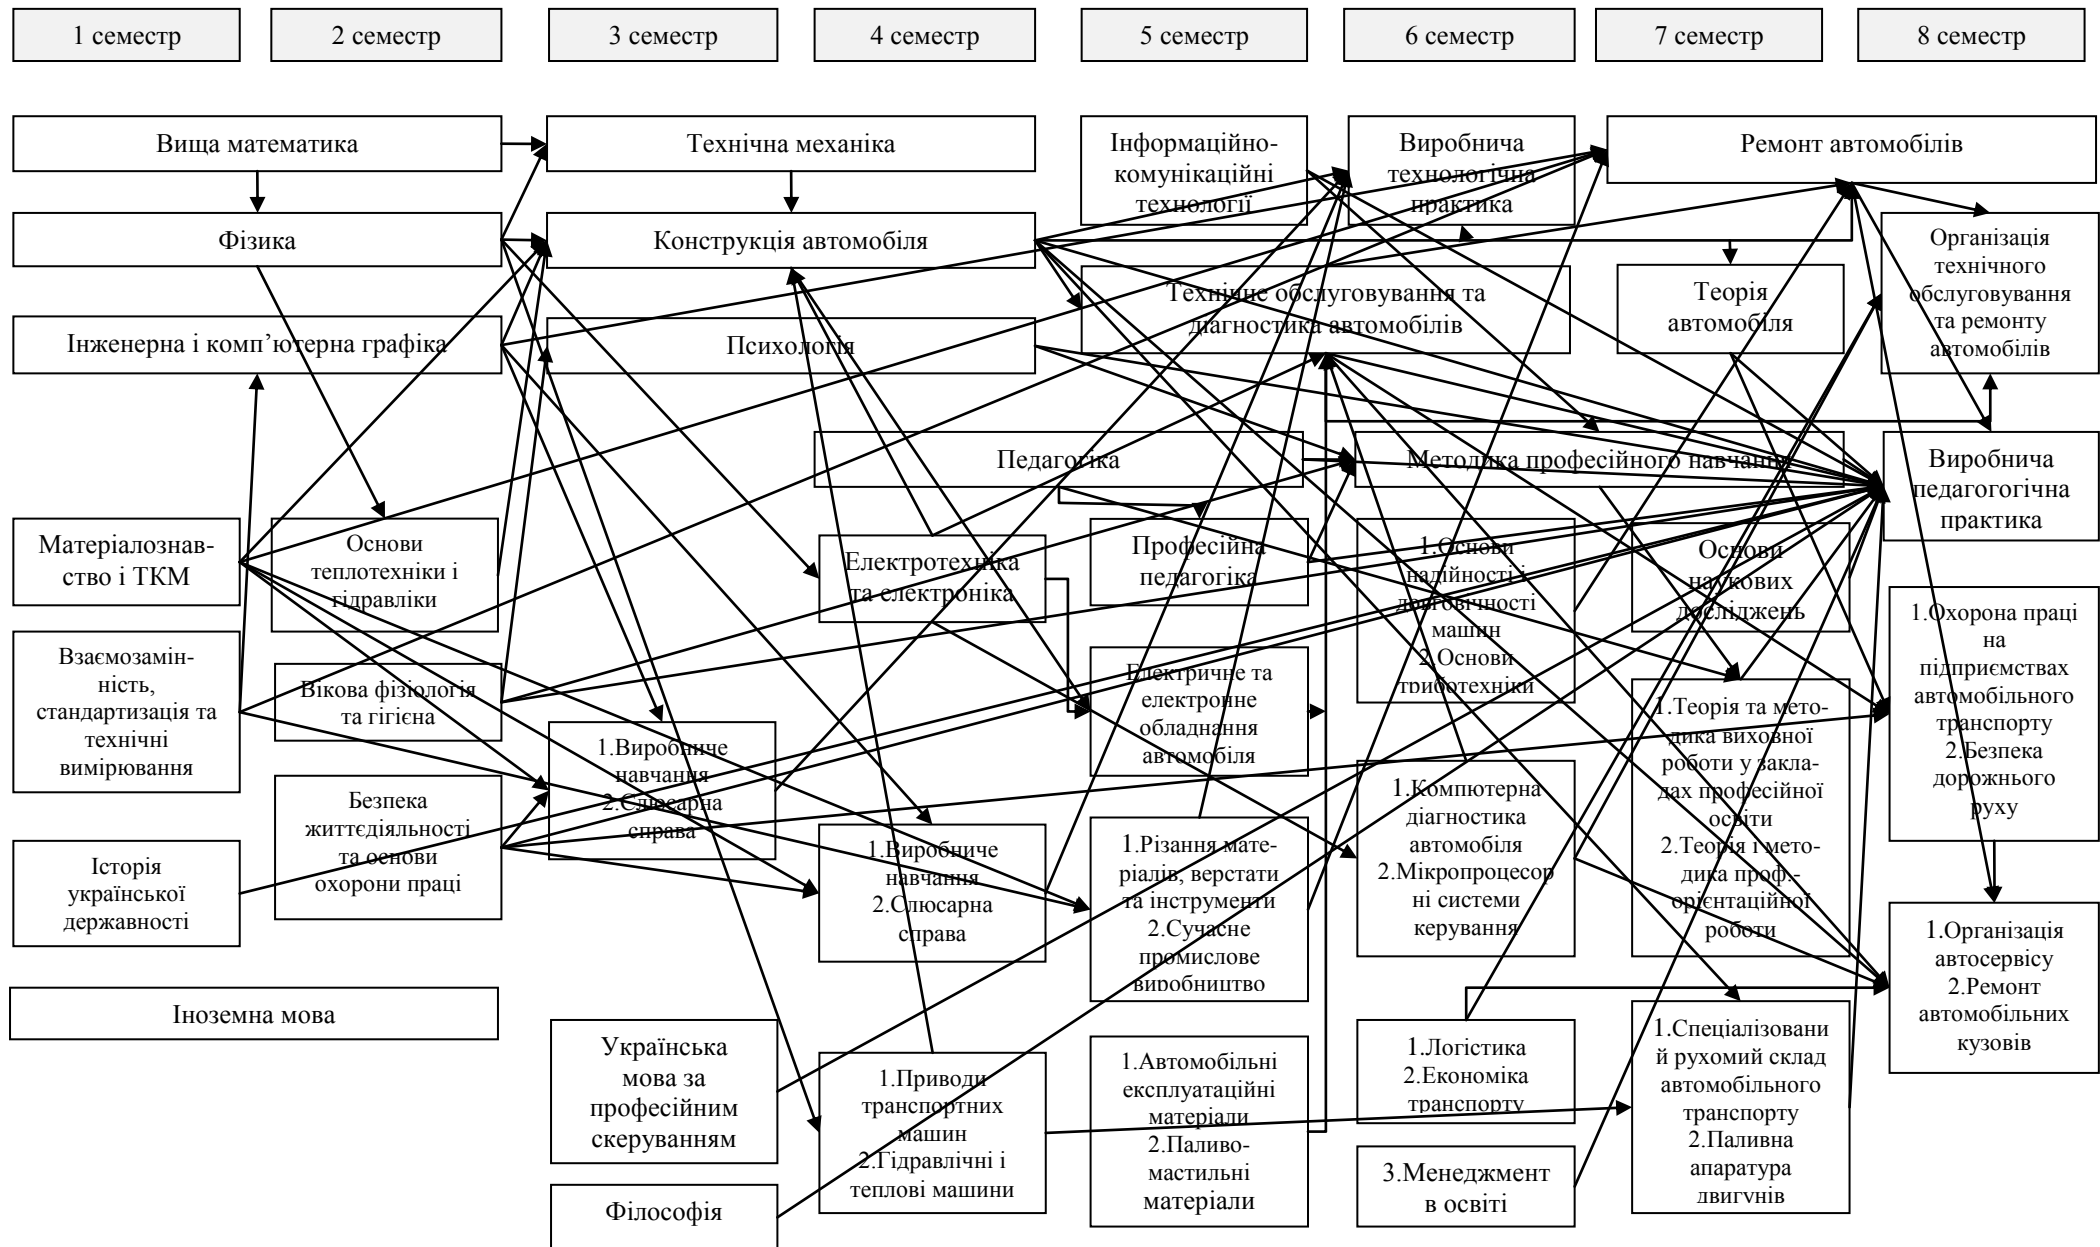 1 семестр
2 семестр
3 семестр
4 семестр
5 семестр
6 семестр
7 семестр
8 семестр
Вища математика
Технічна механіка
Інформаційно-
комунікаційні
технології
Виробнича
технологічна
практика
Ремонт автомобілів
Фізика
Конструкція автомобіля
Організація
технічного
обслуговування
та ремонту
автомобілів
Технічне обслуговування та
діагностика автомобілів
Теорія
автомобіля
Інженерна і комп’ютерна графіка
Психологія
Педагогіка
Методика професійного навчання
Виробнича
педагогогічна
практика
Матеріалознав-
ство і ТКМ
Основи
теплотехніки і
гідравліки
Електротехніка
та електроніка
Професійна
педагогіка
1.Основи
надійності і
довговічності
машин
2.Основи
триботехніки
Основи
наукових
досліджень
1.Охорона праці
на
підприємствах
автомобільного
транспорту
2.Безпека
дорожнього
руху
Взаємозамін-
ність,
стандартизація та
технічні
вимірювання
Вікова фізіологія
та гігієна
Електричне та
електронне
обладнання
автомобіля
1.Теорія та мето-
дика виховної
роботи у закла-
дах професійної
освіти
2.Теорія і мето-
дика проф.-
орієнтаційної
роботи
1.Виробниче
навчання
2.Слюсарна
справа
Безпека
життєдіяльності
та основи
охорони праці
1.Компютерна
діагностика
автомобіля
2.Мікропроцесор
ні системи
керування
Історія
української
державності
1.Виробниче
навчання
2.Слюсарна
справа
1.Різання мате-
ріалів, верстати
та інструменти
2.Сучасне
промислове
виробництво
1.Організація
автосервісу
2.Ремонт
автомобільних
кузовів
Іноземна мова
Українська
мова за
професійним
скеруванням
1.Приводи
транспортних
машин
2.Гідравлічні і
теплові машини
1.Автомобільні
експлуатаційні
матеріали
2.Паливо-
мастильні
матеріали
1.Логістика
2.Економіка
транспорту
1.Спеціалізовани
й рухомий склад
автомобільного
транспорту
2.Паливна
апаратура
двигунів
3.Менеджмент
в освіті
Філософія